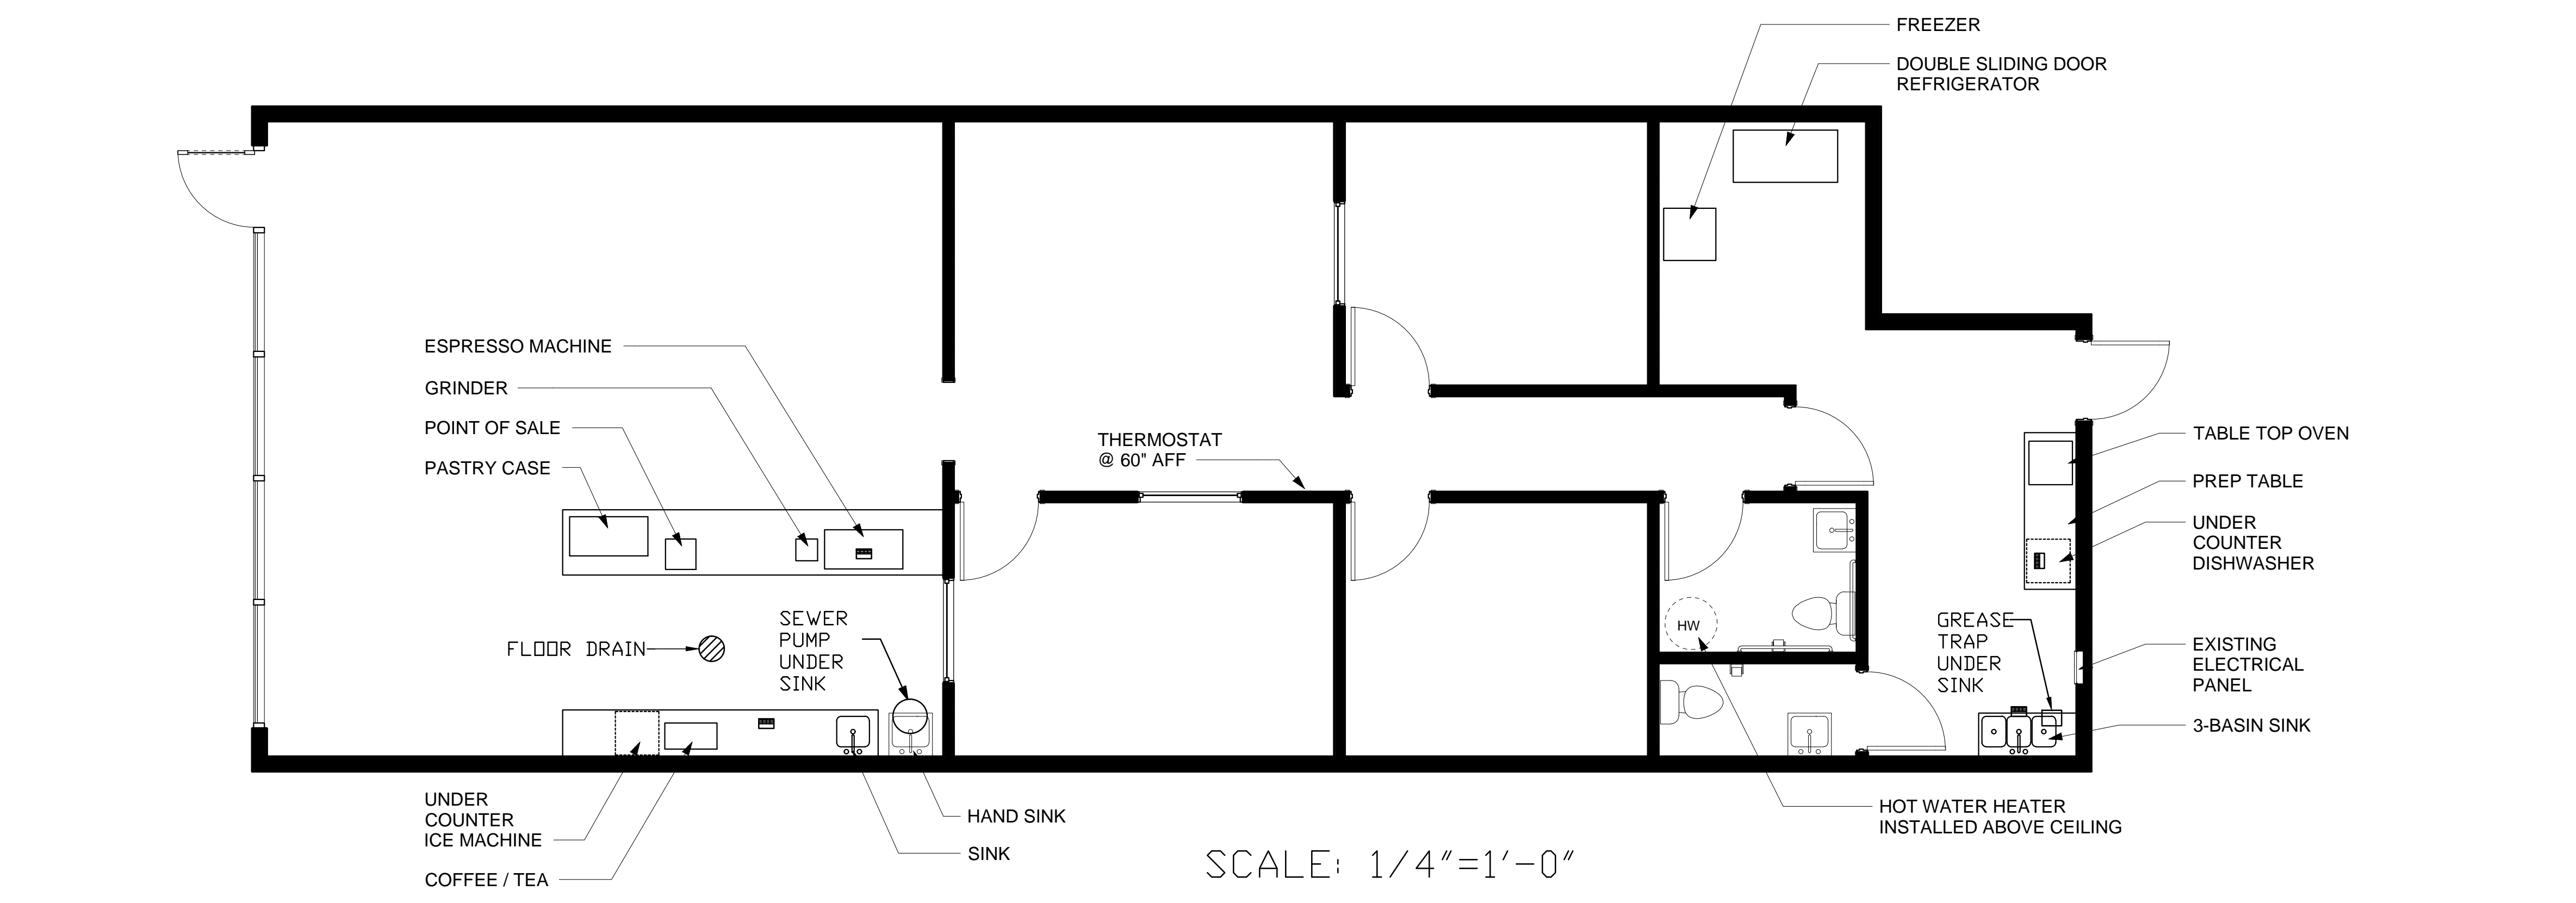 FREEZER
DOUBLE SLIDING DOOR
REFRIGERATOR
ESPRESSO MACHINE
GRINDER
POINT OF SALE
PASTRY CASE
THERMOSTAT
@ 60" AFF
TABLE TOP OVEN
PREP TABLE
UNDER
COUNTER
DISHWASHER
SEWER
PUMP
UNDER
SINK
FLOOR DRAIN
HW
GREASE
TRAP
UNDER
SINK
EXISTING
ELECTRICAL
PANEL
3-BASIN SINK
UNDER
COUNTER
ICE MACHINE
COFFEE / TEA
HAND SINK
SINK
HOT WATER HEATER
INSTALLED ABOVE CEILING
SCALE: 1/4"=1'-0"